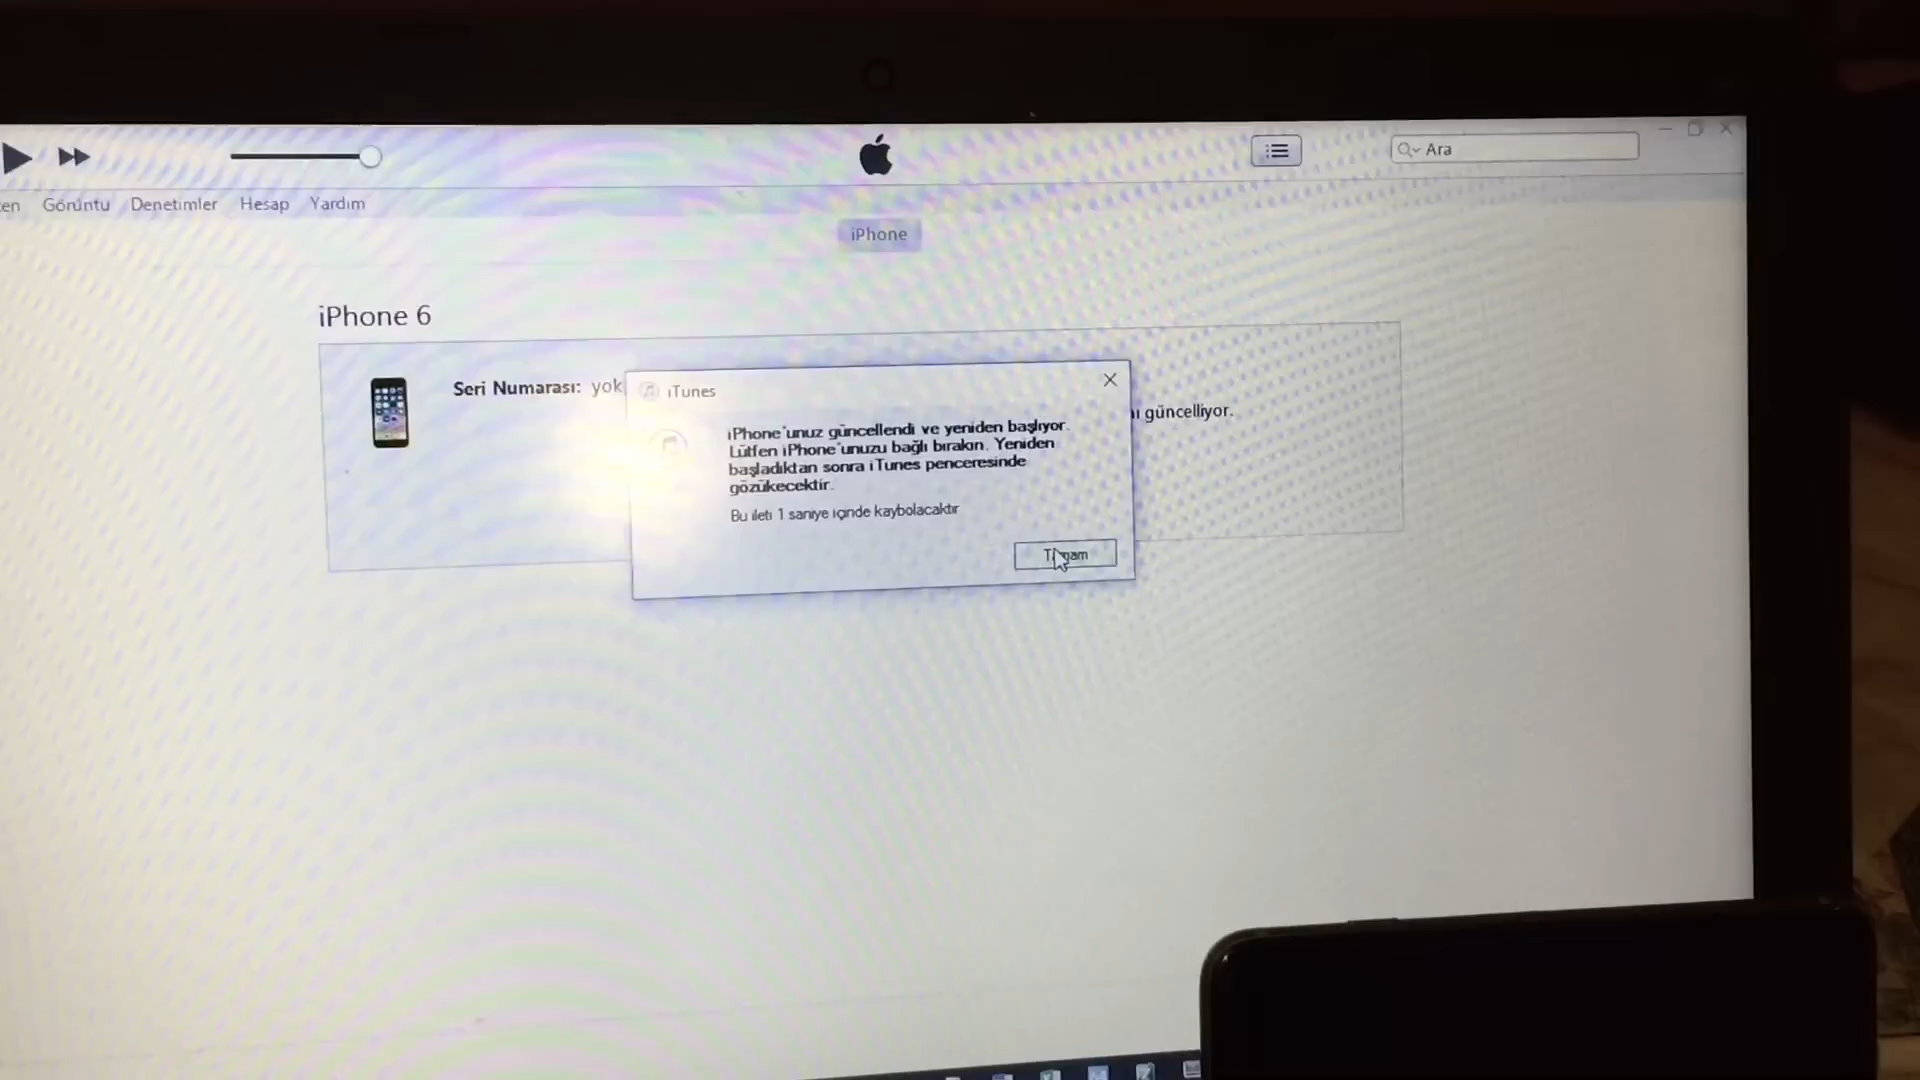 Ara
Görüntü Denetimler Hesap Yardım
iPhone
iPhone 6
Seri Numarası: yok
iTunes
güncelliyor.
iPhone'unuz güncellendi ve yeniden başlıyor.
Lütfen iPhone'unuzu bağlı bırakın. Yeniden
başladıktan sonra iTunes penceresinde
gözükecektir.
Bu ileti 1 saniye içinde kaybolacaktır